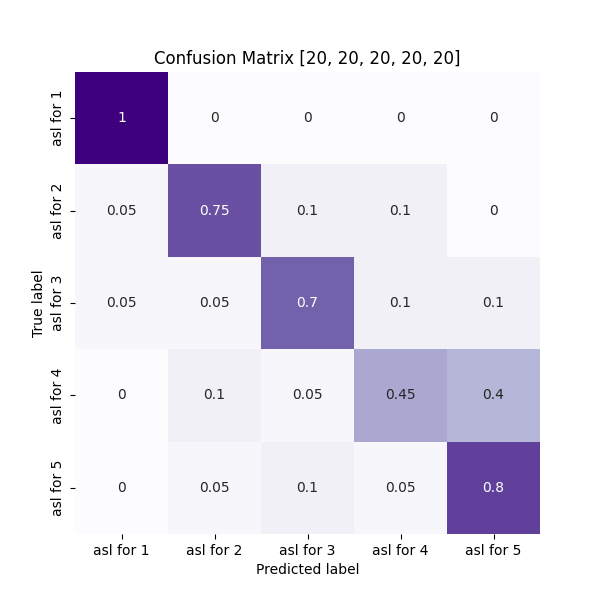 Confusion Matrix [20, 20, 20, 20, 20]
True label
asl for 1
1 0 0 0 0
asl for 2
0.05 0.75 0.1 0.1 0
asl for 3
0.05 0.05 0.7 0.1 0.1
asl for 4
0 0.1 0.05 0.45 0.4
asl for 5
0 0.05 0.1 0.05 0.8
asl for 1 asl for 2 asl for 3 asl for 4 asl for 5
Predicted label